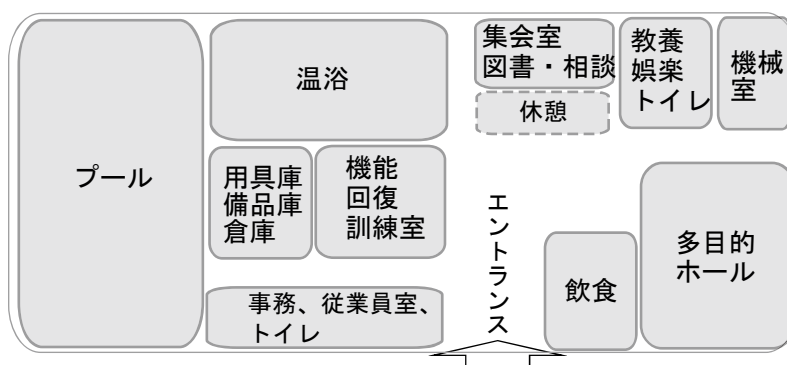 プール
温浴
集会室
図書・相談
休憩
教養
娯楽
トイレ
機械
室
用具庫
備品庫
倉庫
機能
回復
訓練室
エントランス
多目的
ホール
飲食
事務、従業員室、
トイレ